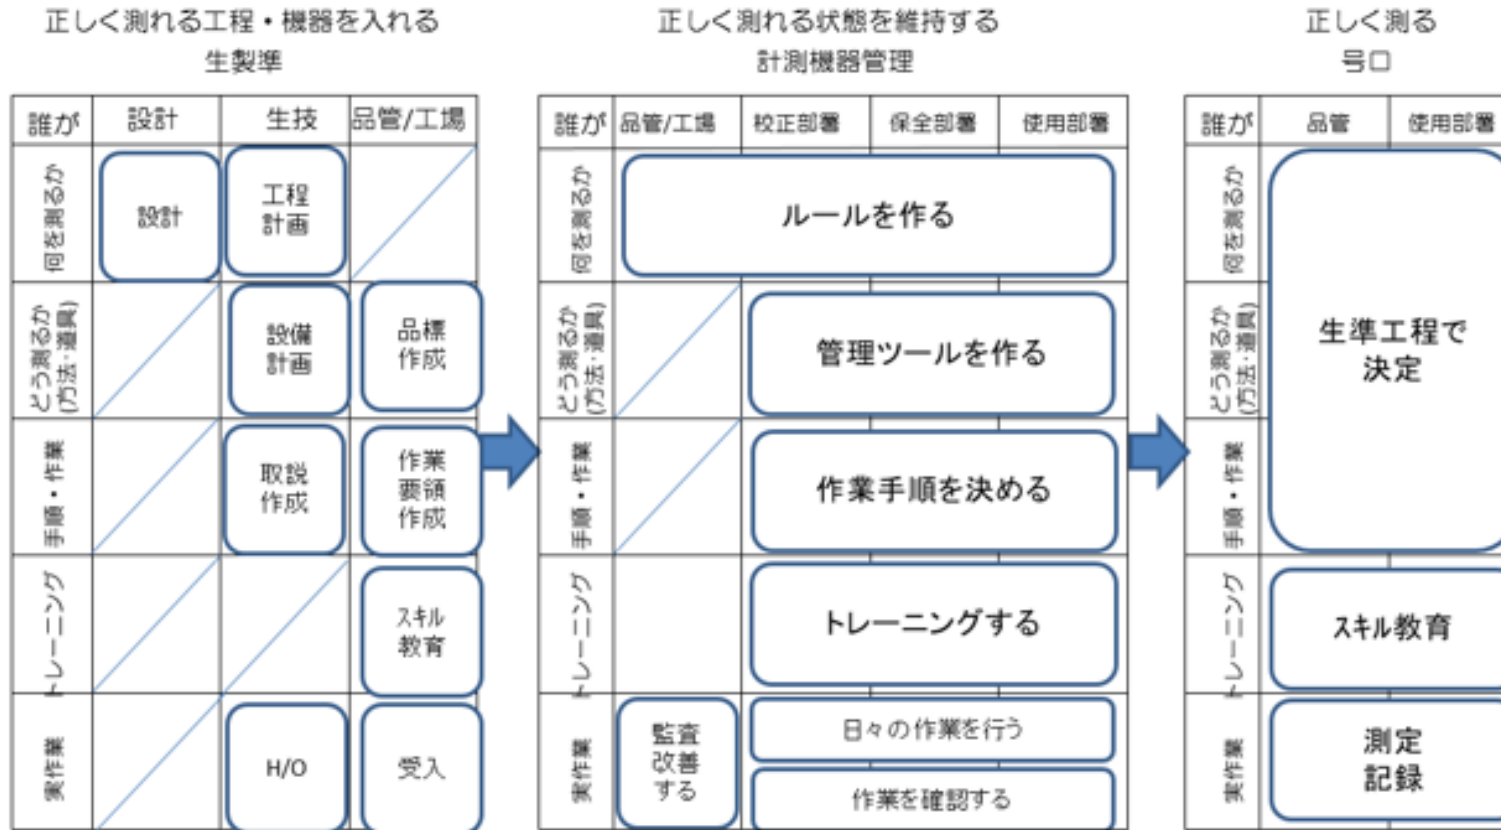 正しく測れる工程・機器を入れる
生製準
誰が 設計 生技 品管/工場
何を測るか
設計
工程
計画
どう測るか
(方法・道具)
設備
計画
品標
作成
手順・作業
取説
作成
作業
要領
作成
トレーニング
スキル
教育
実作業
H/O
受入
正しく測れる状態を維持する
計測機器管理
誰が 品管/工場 校正部署 保全部署 使用部署
何を測るか
ルールを作る
どう測るか
(方法・道具)
管理ツールを作る
手順・作業
作業手順を決める
トレーニング
トレーニングする
実作業
監査
改善
する
日々の作業を行う
作業を確認する
正しく測る
号口
誰が 品管 使用部署
何を測るか
どう測るか
(方法・道具)
手順・作業
生準工程で
決定
トレーニング
スキル教育
実作業
測定
記録